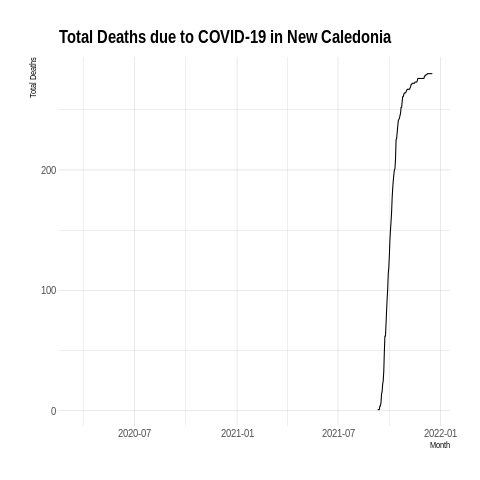 Total Deaths due to COVID-19 in New Caledonia
Total Deaths
200
100
0
2020-07
2021-01
2021-07
2022-01
Month